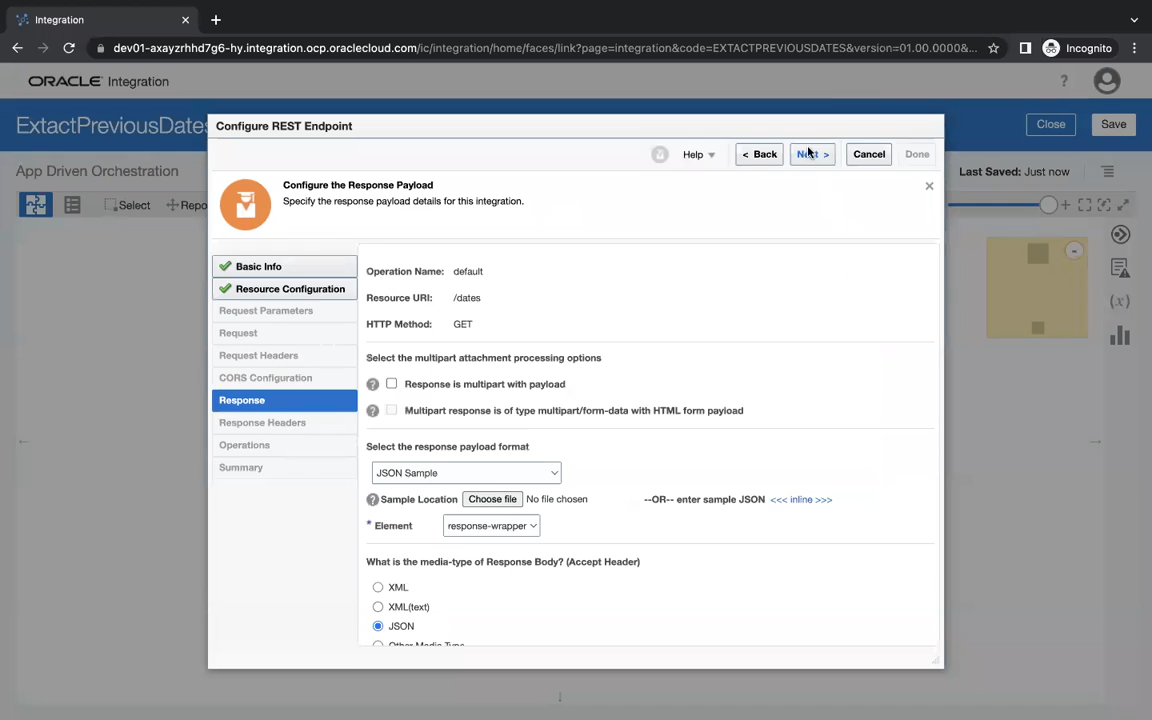 Integration
dev01-axayzrhhd7g6-hy.integration.ocp.oraclecloud.com/ic/integration/home/faces/link?page=integration&code=EXTACTPREVIOUSDATES&version=01.00.0000&...
Incognito
ORACLE Integration
?
ExtactPreviousDates
Close
Save
App Driven Orchestration
Last Saved: Just now
Select
Repo
Configure REST Endpoint
Help
< Back
Next >
Cancel
Done
Configure the Response Payload
Specify the response payload details for this integration.
Basic Info
Resource Configuration
Request Parameters
Request
Request Headers
CORS Configuration
Response
Response Headers
Operations
Summary
Operation Name: default
Resource URI: /dates
HTTP Method: GET
Select the multipart attachment processing options
? Response is multipart with payload
? Multipart response is of type multipart/form-data with HTML form payload
Select the response payload format
JSON Sample
? Sample Location Choose file No file chosen --OR-- enter sample JSON <<< inline >>>
* Element response-wrapper
What is the media-type of Response Body? (Accept Header)
XML
XML(text)
JSON
Other Media Type
(x)